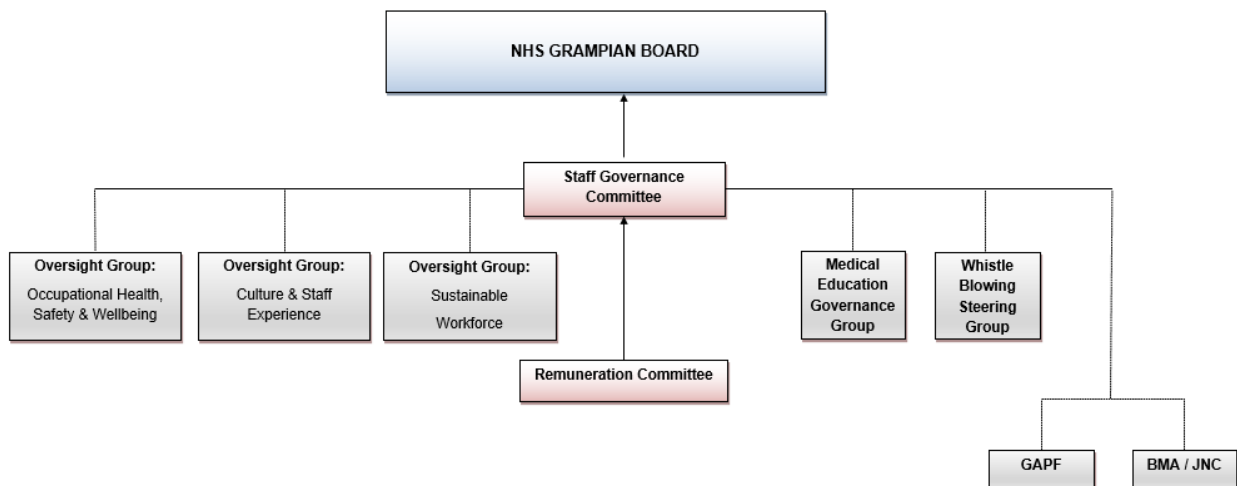 NHS GRAMPIAN BOARD
Staff Governance
Committee
Oversight Group:
Occupational Health,
Safety & Wellbeing
Oversight Group:
Culture & Staff
Experience
Oversight Group:
Sustainable
Workforce
Medical
Education
Governance
Group
Whistle
Blowing
Steering
Group
Remuneration Committee
GAPF
BMA / JNC